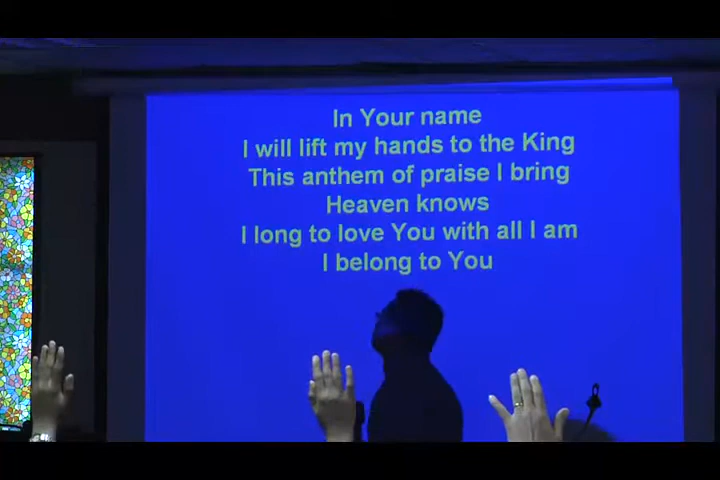 In Your name
I will lift my hands to the King
This anthem of praise I bring
Heaven knows
I long to love You with all I am
I belong to You